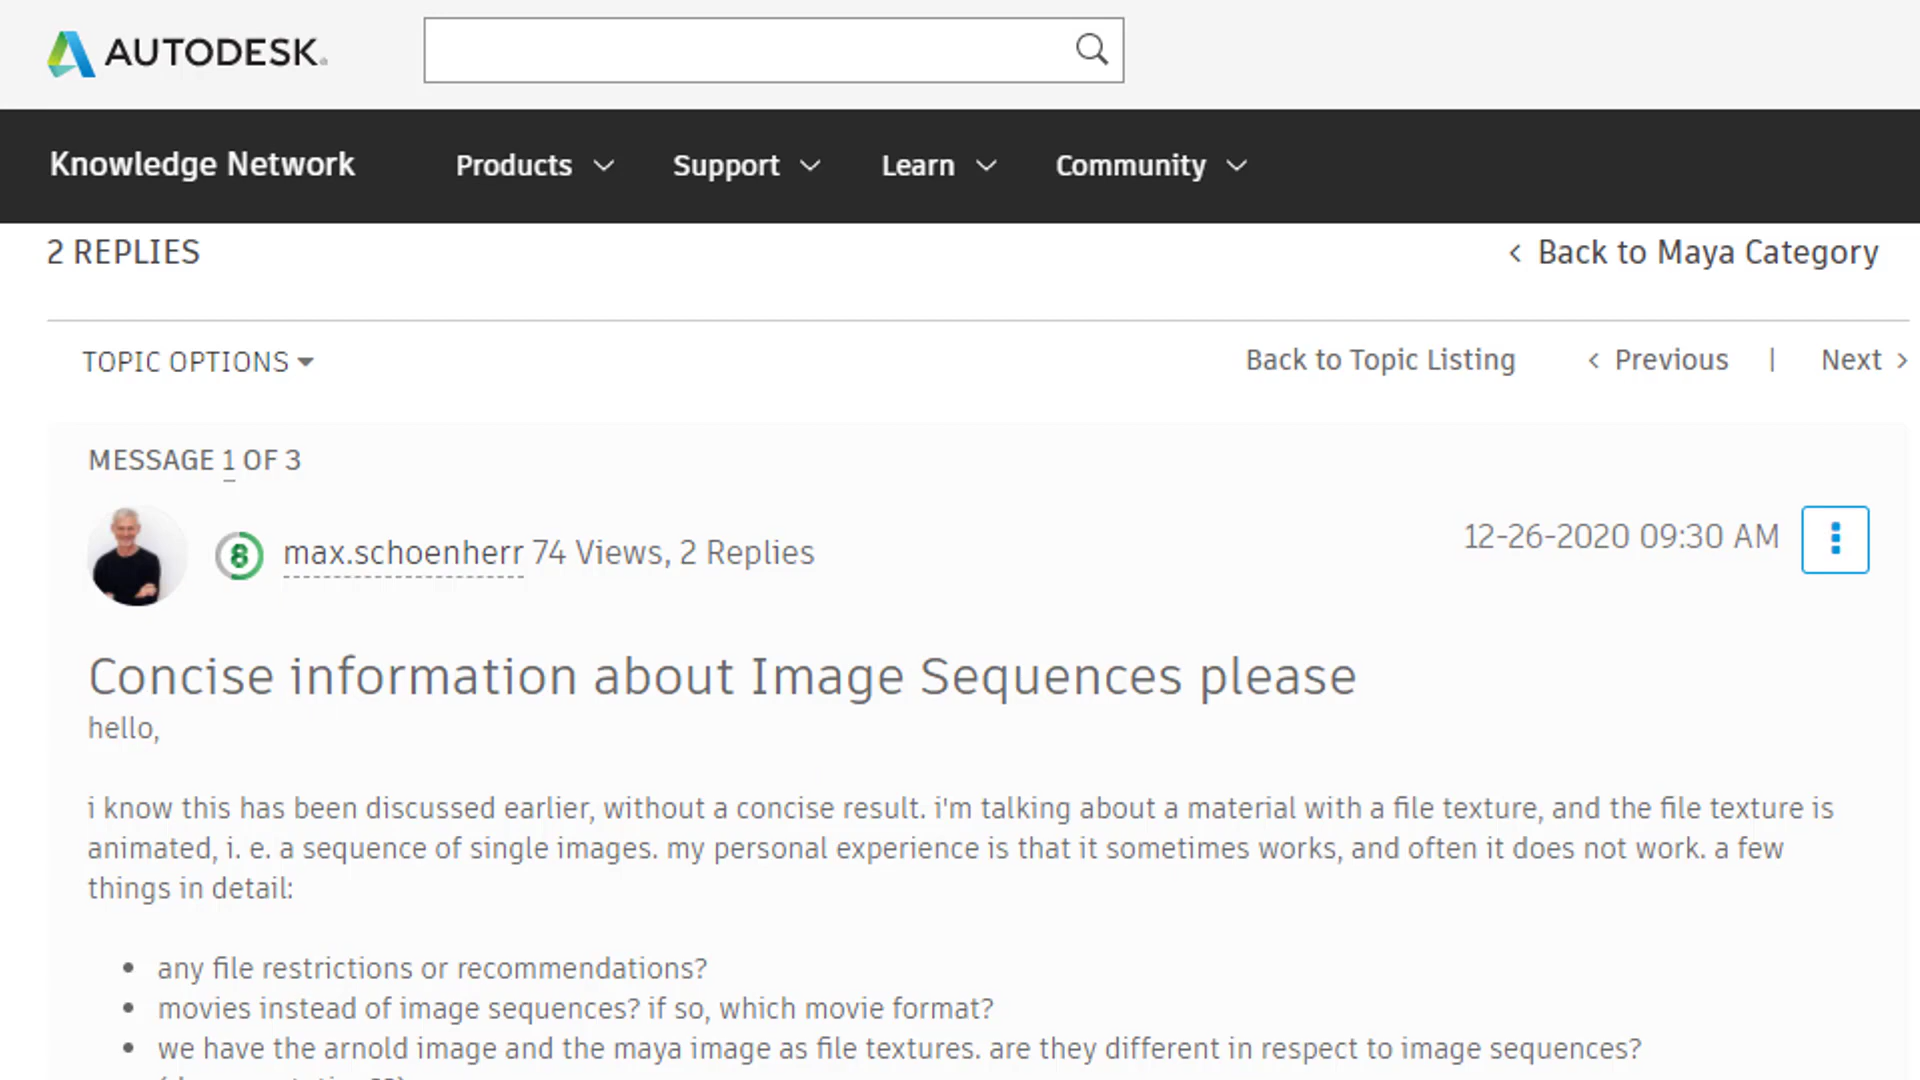 AUTODESK.
Knowledge Network
Products
Support
Learn
Community
2 REPLIES
< Back to Maya Category
TOPIC OPTIONS
Back to Topic Listing
< Previous | Next >
MESSAGE 1 OF 3
8
max.schoenherr 74 Views, 2 Replies
12-26-2020 09:30 AM
Concise information about Image Sequences please
hello,
i know this has been discussed earlier, without a concise result. i'm talking about a material with a file texture, and the file texture is
animated, i. e. a sequence of single images. my personal experience is that it sometimes works, and often it does not work. a few
things in detail:
• any file restrictions or recommendations?
• movies instead of image sequences? if so, which movie format?
• we have the arnold image and the maya image as file textures. are they different in respect to image sequences?